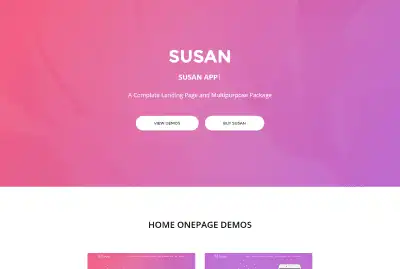 SUSAN
SUSAN APP|
A Complete Landing Page and Multipurpose Package
VIEW DEMOS
BUY SUSAN
HOME ONEPAGE DEMOS